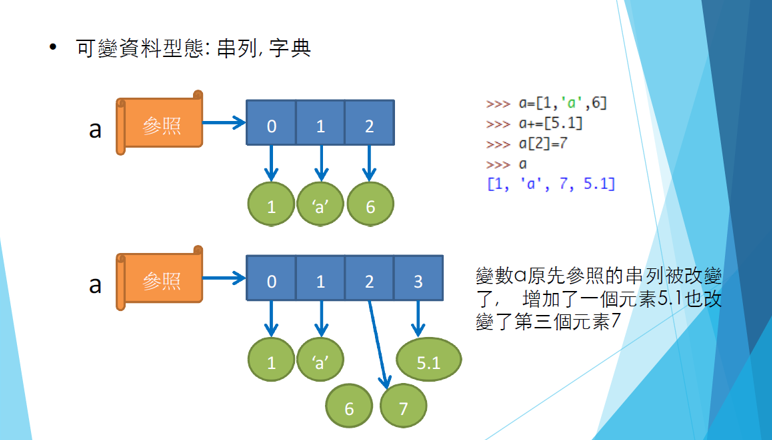 • 可變資料型態: 串列, 字典
a
參照
0 1 2
1 ‘a’ 6
a
參照
0 1 2 3
1 ‘a’ 5.1
6 7
>>> a=[1,'a',6]
>>> a+=[5.1]
>>> a[2]=7
>>> a
[1, 'a', 7, 5.1]
變數a原先參照的串列被改變
了, 增加了一個元素5.1也改
變了第三個元素7